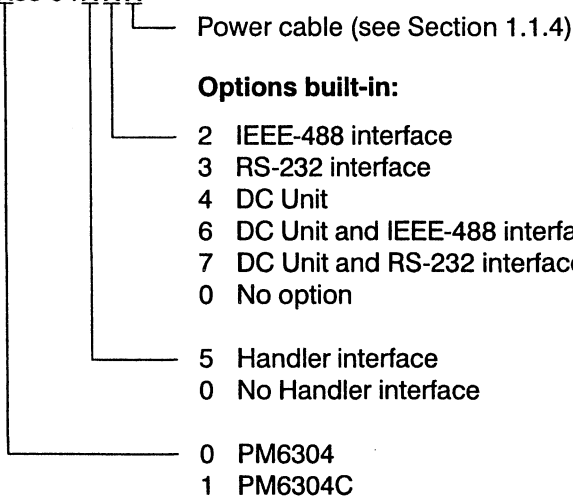 Power cable (see Section 1.1.4)
Options built-in:
2 IEEE-488 interface
3 RS-232 interface
4 DC Unit
6 DC Unit and IEEE-488
7 DC Unit and RS-232 interface
0 No option
5 Handler interface
0 No Handler interface
0 PM6304
1 PM6304C